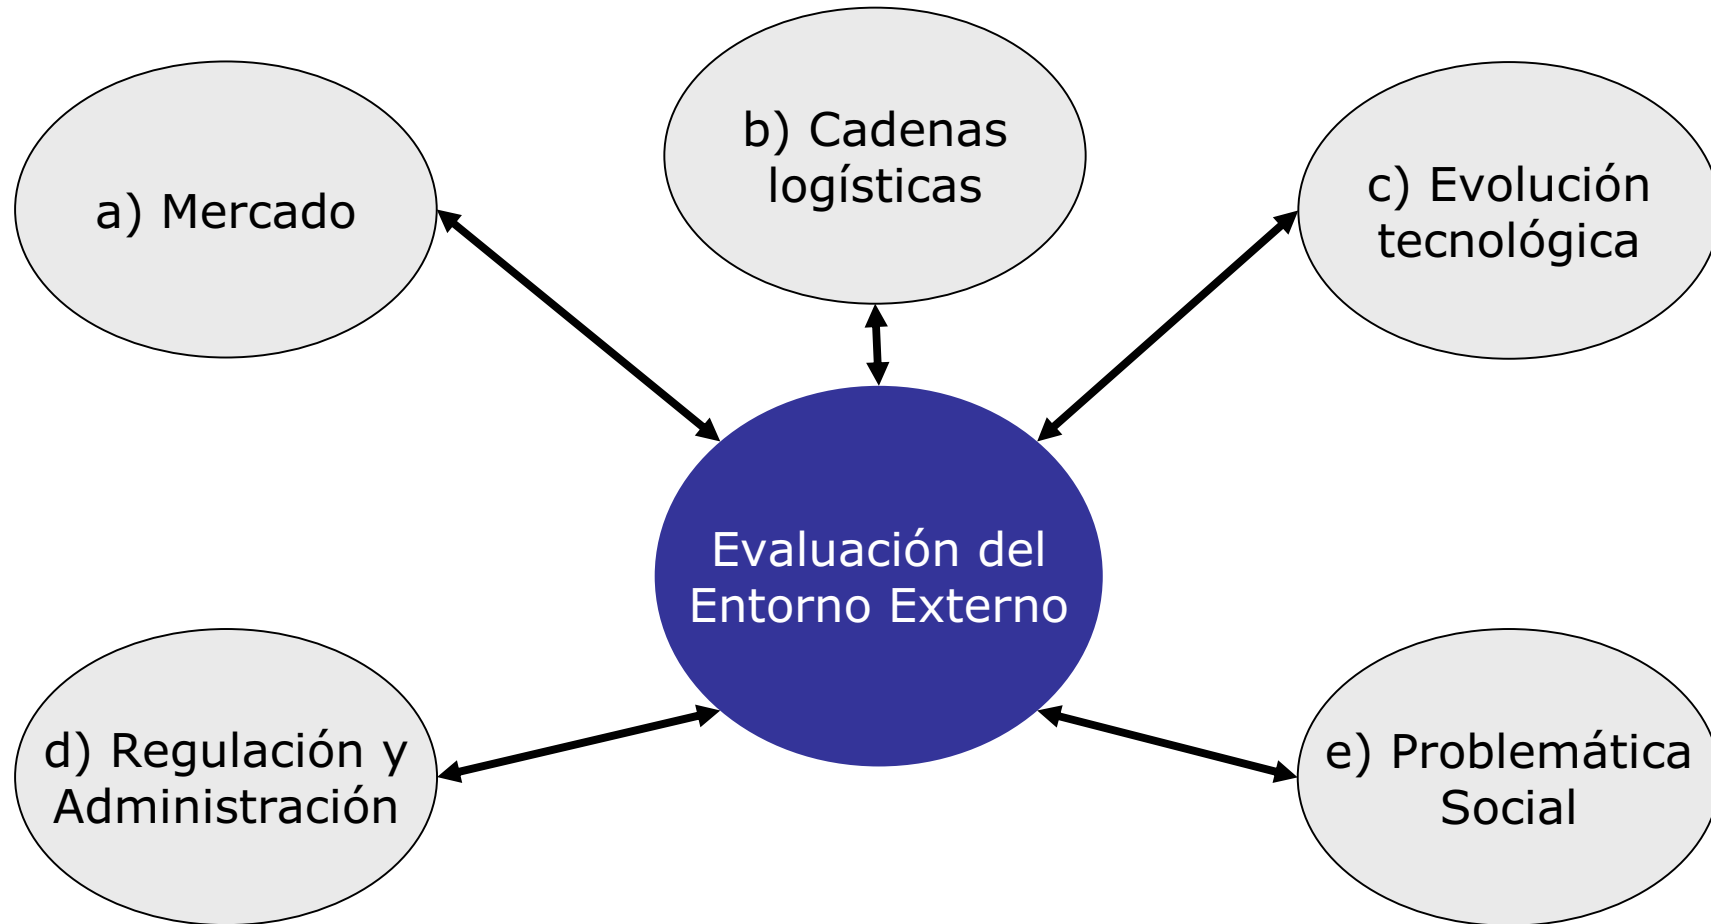 a) Mercado
b) Cadenas
logísticas
c) Evolución
tecnológica
Evaluación del
Entorno Externo
d) Regulación y
Administración
e) Problemática
Social